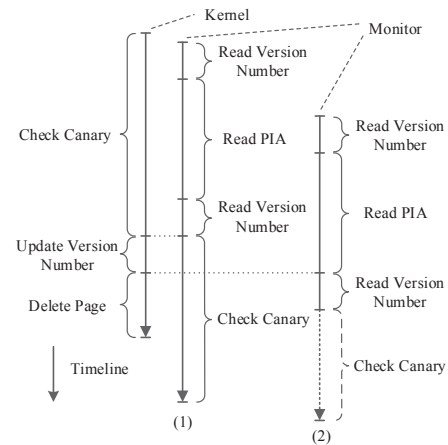 Kernel
Monitor
Read Version
Number
Check Canary
Read PIA
Read Version
Number
Read Version
Number
Read PIA
Update Version
Number
Delete Page
Read Version
Number
Check Canary
Check Canary
Timeline
(1)
(2)